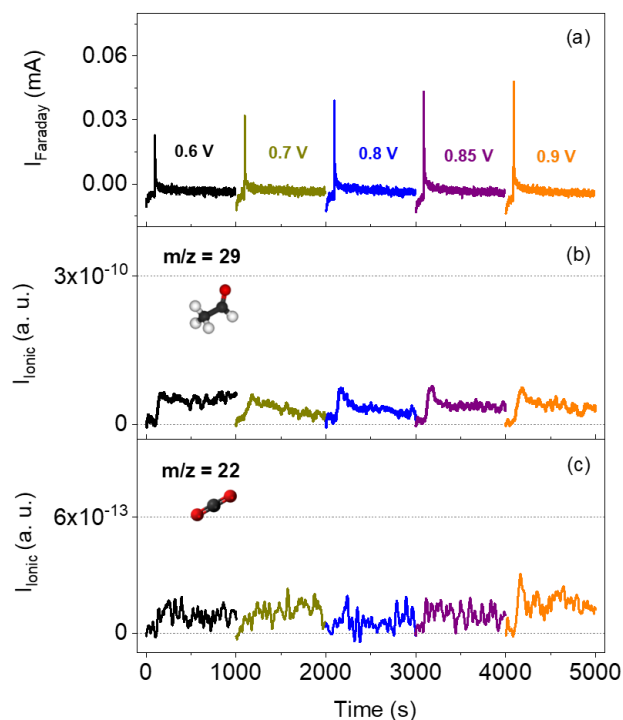 (a)
I_Faraday (mA)
0.06
0.03
0.00
0.6 V
0.7 V
0.8 V
0.85 V
0.9 V
(b)
m/z = 29
I_Ionic (a. u.)
3x10^-10
0
(c)
m/z = 22
I_Ionic (a. u.)
6x10^-13
0
0 1000 2000 3000 4000 5000
Time (s)